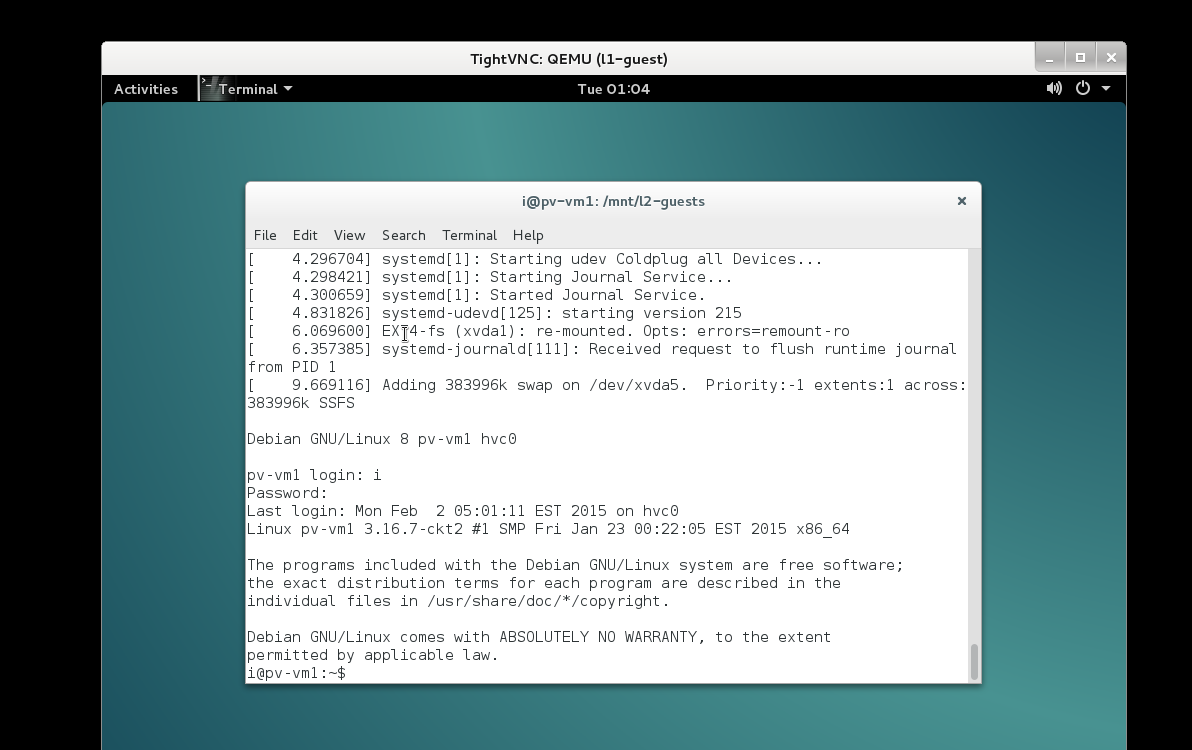 TightVNC: QEMU (l1-guest)
Activities Terminal Tue 01:04
i@pv-vm1: /mnt/l2-guests
File Edit View Search Terminal Help
[    4.296704] systemd[1]: Starting udev Coldplug all Devices...
[    4.298421] systemd[1]: Starting Journal Service...
[    4.300659] systemd[1]: Started Journal Service.
[    4.831826] systemd-udevd[125]: starting version 215
[    6.069600] EXT4-fs (xvda1): re-mounted. Opts: errors=remount-ro
[    6.357385] systemd-journald[111]: Received request to flush runtime journal
from PID 1
[    9.669116] Adding 383996k swap on /dev/xvda5.  Priority:-1 extents:1 across:
383996k SSFS
Debian GNU/Linux 8 pv-vm1 hvc0
pv-vm1 login: i
Password:
Last login: Mon Feb  2 05:01:11 EST 2015 on hvc0
Linux pv-vm1 3.16.7-ckt2 #1 SMP Fri Jan 23 00:22:05 EST 2015 x86_64
The programs included with the Debian GNU/Linux system are free software;
the exact distribution terms for each program are described in the
individual files in /usr/share/doc/*/copyright.
Debian GNU/Linux comes with ABSOLUTELY NO WARRANTY, to the extent
permitted by applicable law.
i@pv-vm1:~$